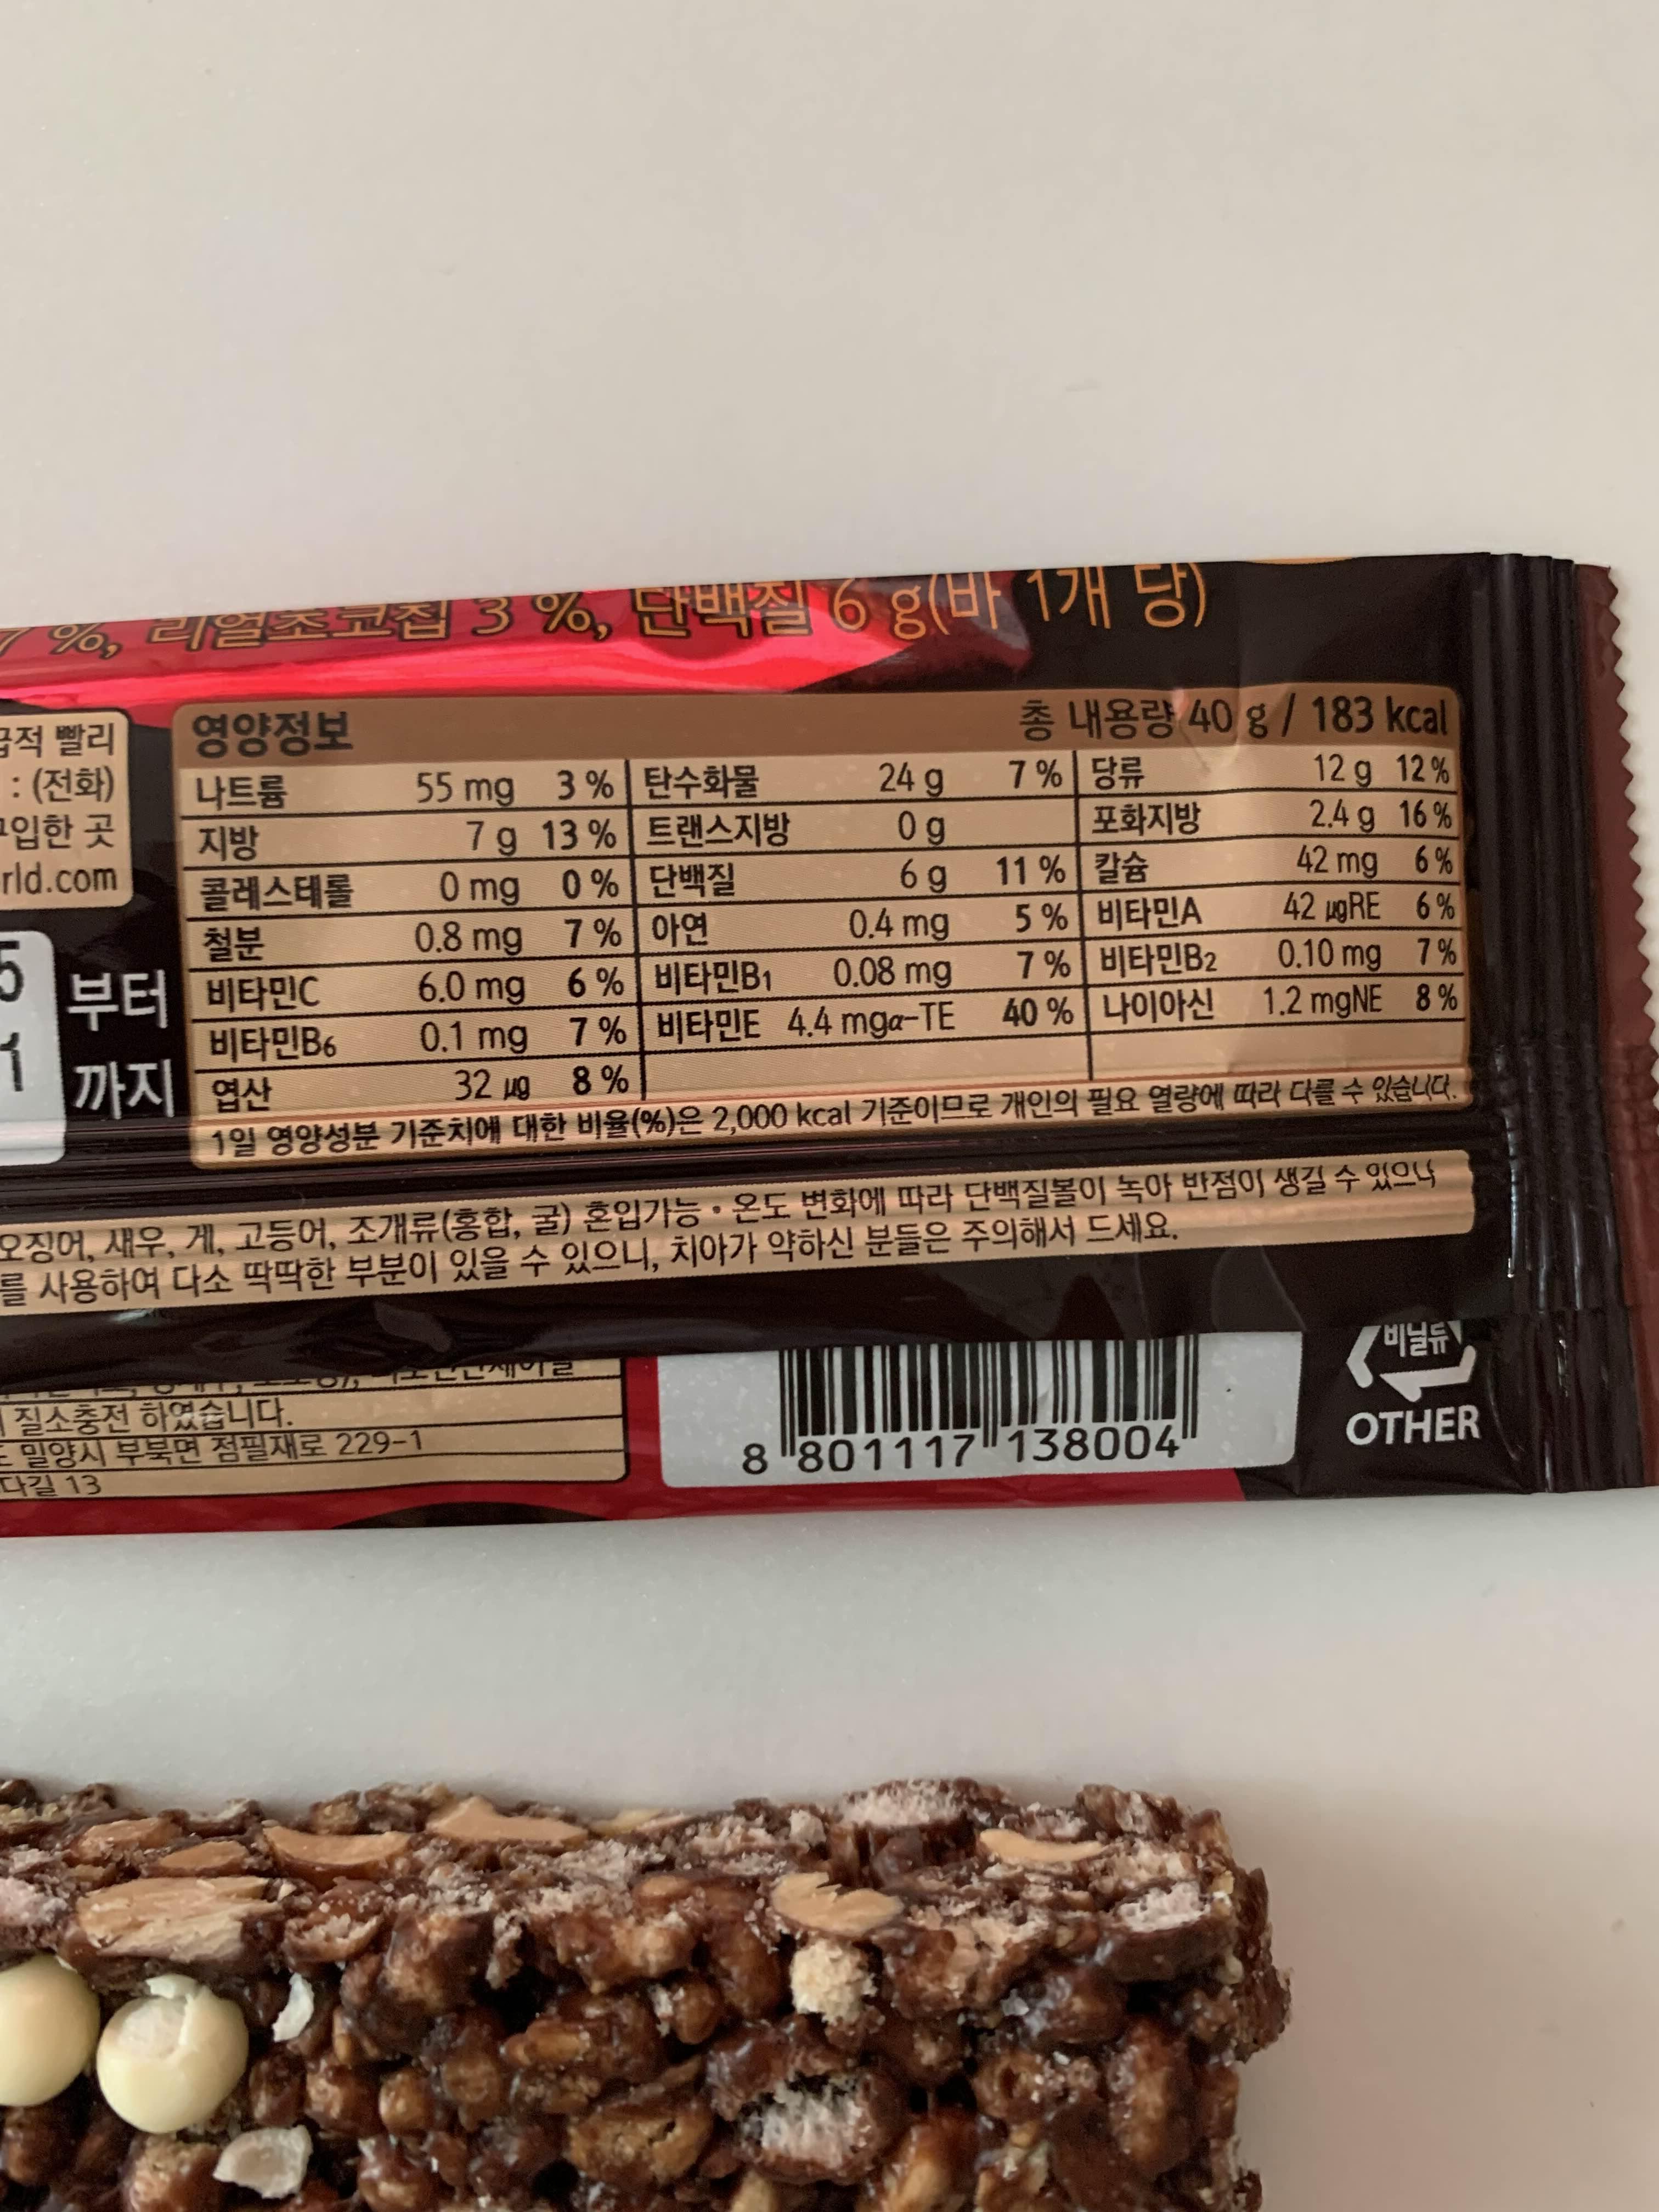 7 %, 리얼초코칩 3 %, 단백질 6 g(바 1개 당)
빨리
: (전화)
구입한 곳
rld.com
5 부터
1 까지
영양정보 총 내용량 40 g / 183 kcal
나트륨 55 mg 3 % 탄수화물 24 g 7 % 당류 12 g 12 %
지방 7 g 13 % 트랜스지방 0 g 포화지방 2.4 g 16 %
콜레스테롤 0 mg 0 % 단백질 6 g 11 % 칼슘 42 mg 6 %
철분 0.8 mg 7 % 아연 0.4 mg 5 % 비타민A 42 μgRE 6 %
비타민C 6.0 mg 6 % 비타민B1 0.08 mg 7 % 비타민B2 0.10 mg 7 %
비타민B6 0.1 mg 7 % 비타민E 4.4 mgα-TE 40 % 나이아신 1.2 mgNE 8 %
엽산 32 μg 8 %
1일 영양성분 기준치에 대한 비율(%)은 2,000 kcal 기준이므로 개인의 필요 열량에 따라 다를 수 있습니다.
오징어, 새우, 게, 고등어, 조개류(홍합, 굴) 혼입가능 • 온도 변화에 따라 단백질볼이 녹아 반점이 생길 수 있으나
를 사용하여 다소 딱딱한 부분이 있을 수 있으니, 치아가 약하신 분들은 주의해서 드세요.
질소충전 하였습니다.
밀양시 부북면 점필재로 229-1
다길 13
8 801117 138004
비닐류
OTHER